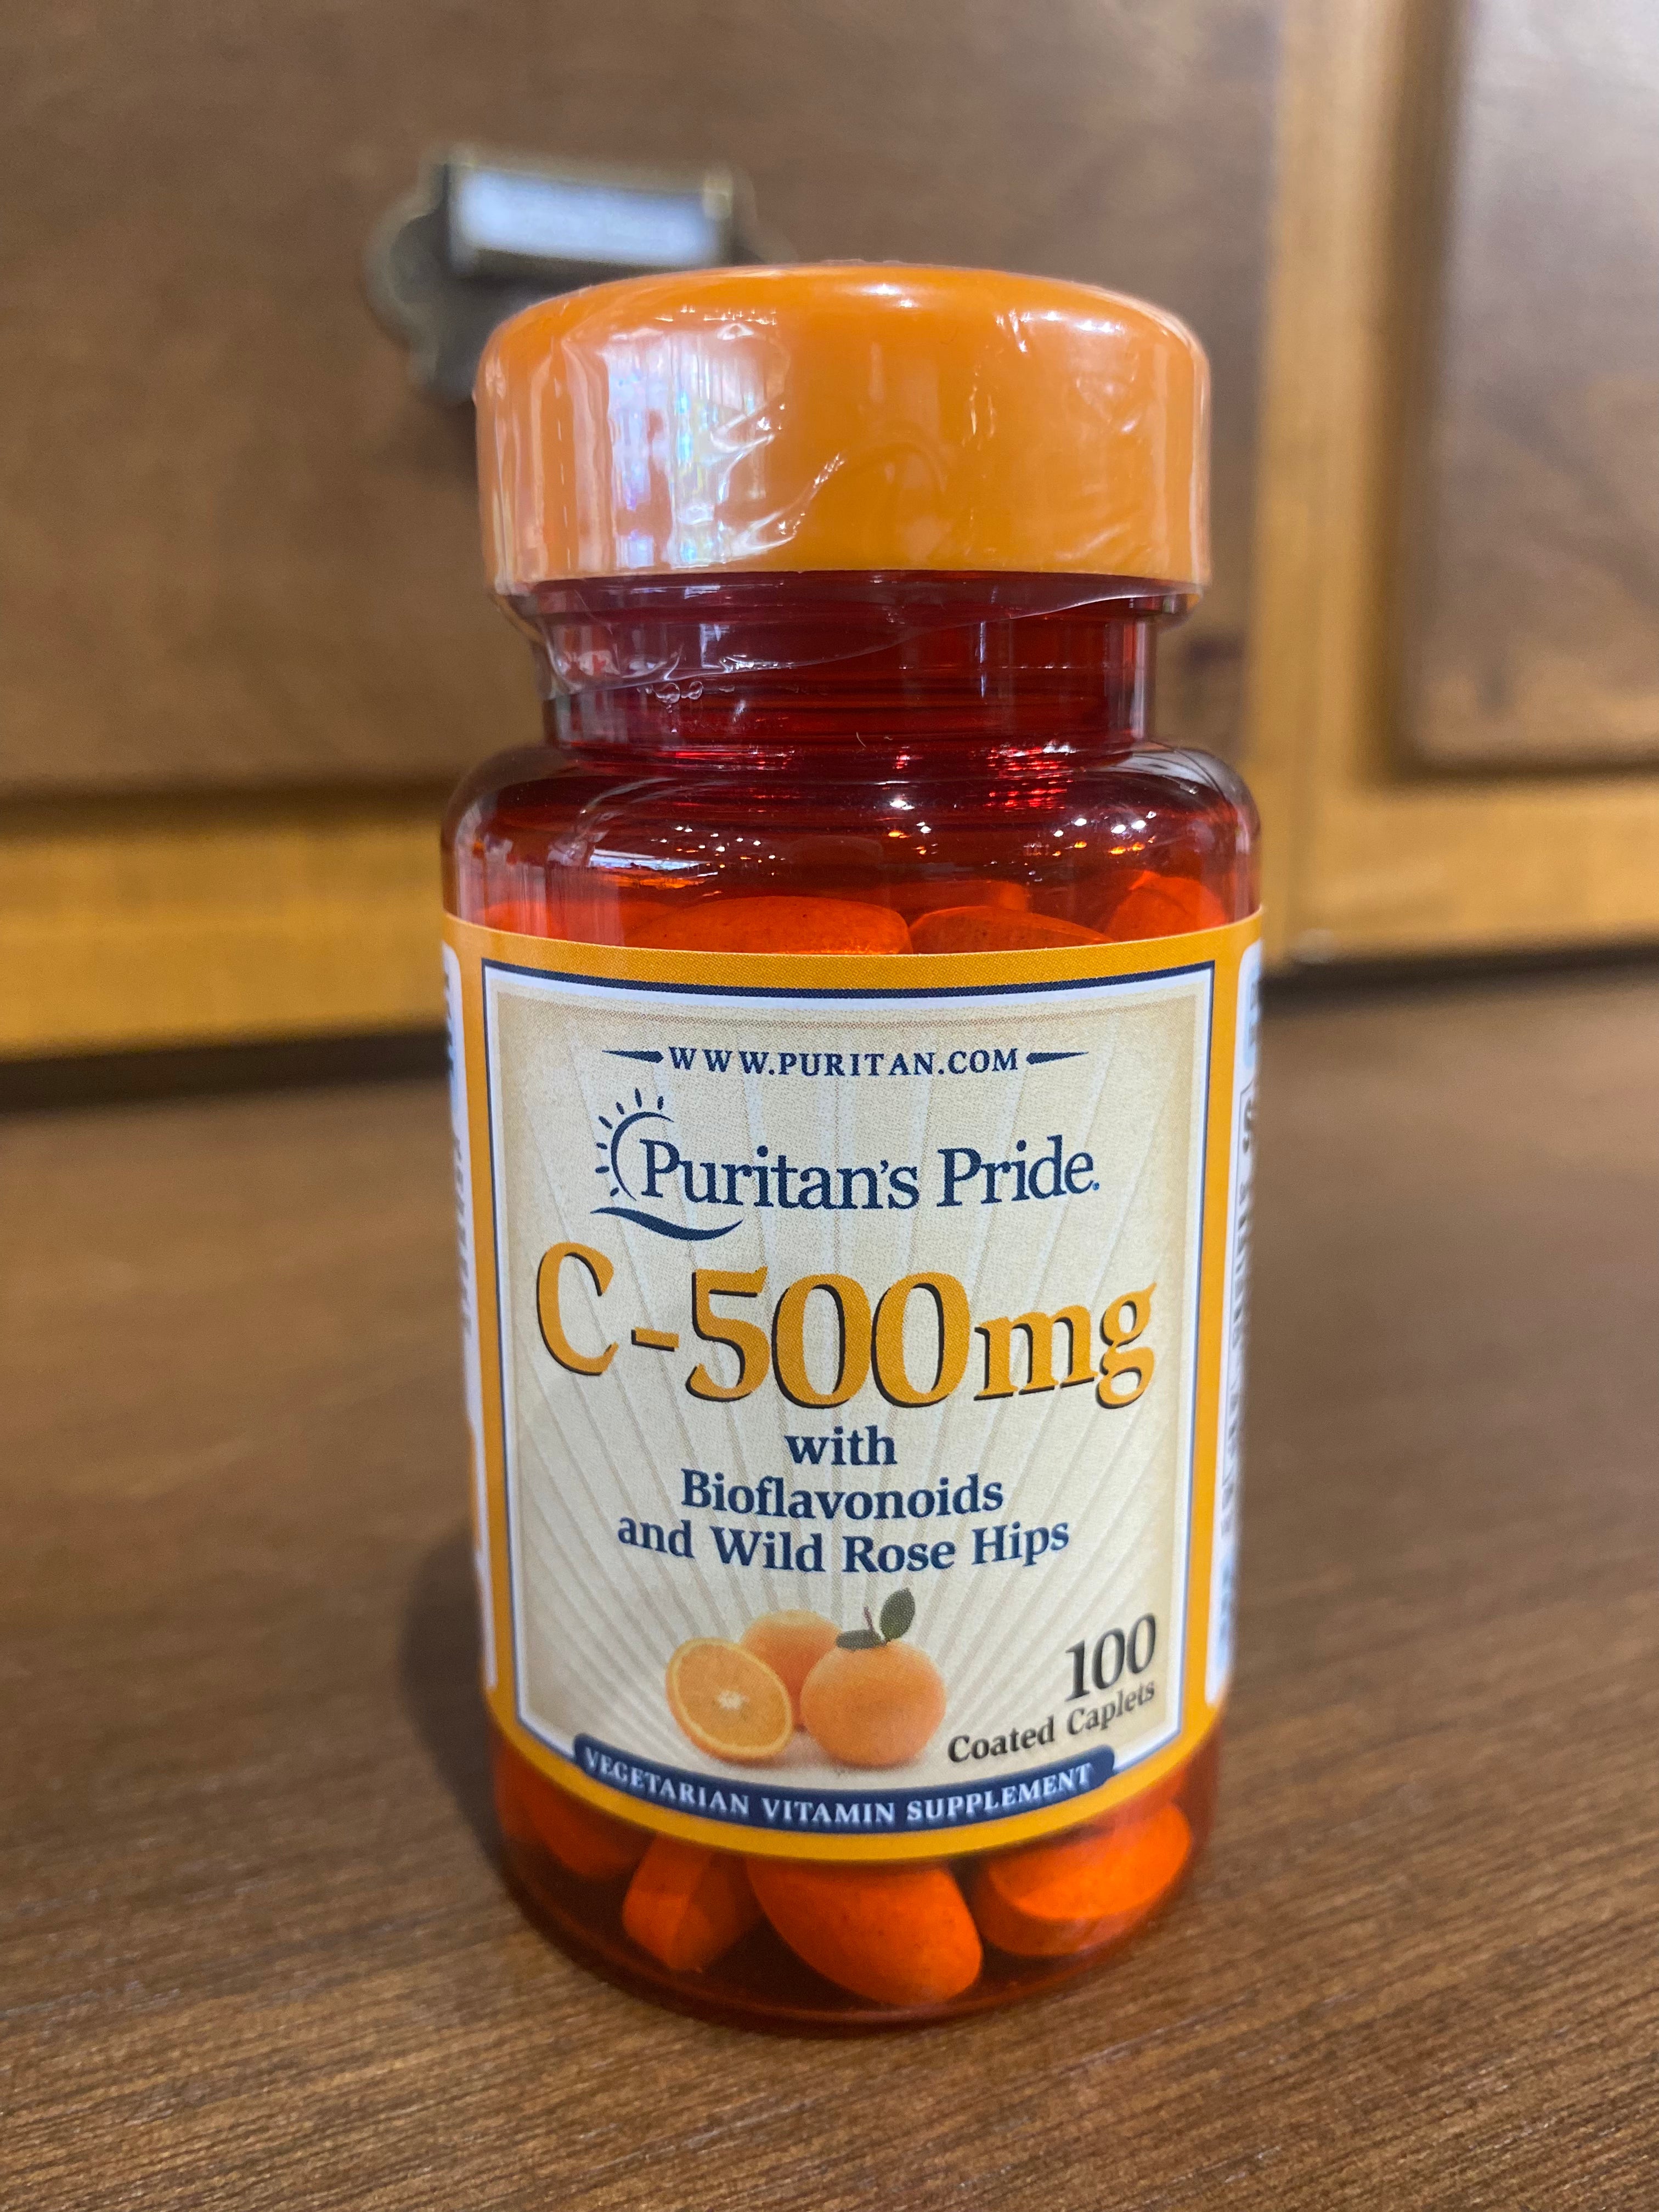 WWW.PURITAN.COM
Puritan's Pride.
C-500mg
with
Bioflavonoids
and Wild Rose Hips
100
Coated Caplets
VEGETARIAN VITAMIN SUPPLEMENT